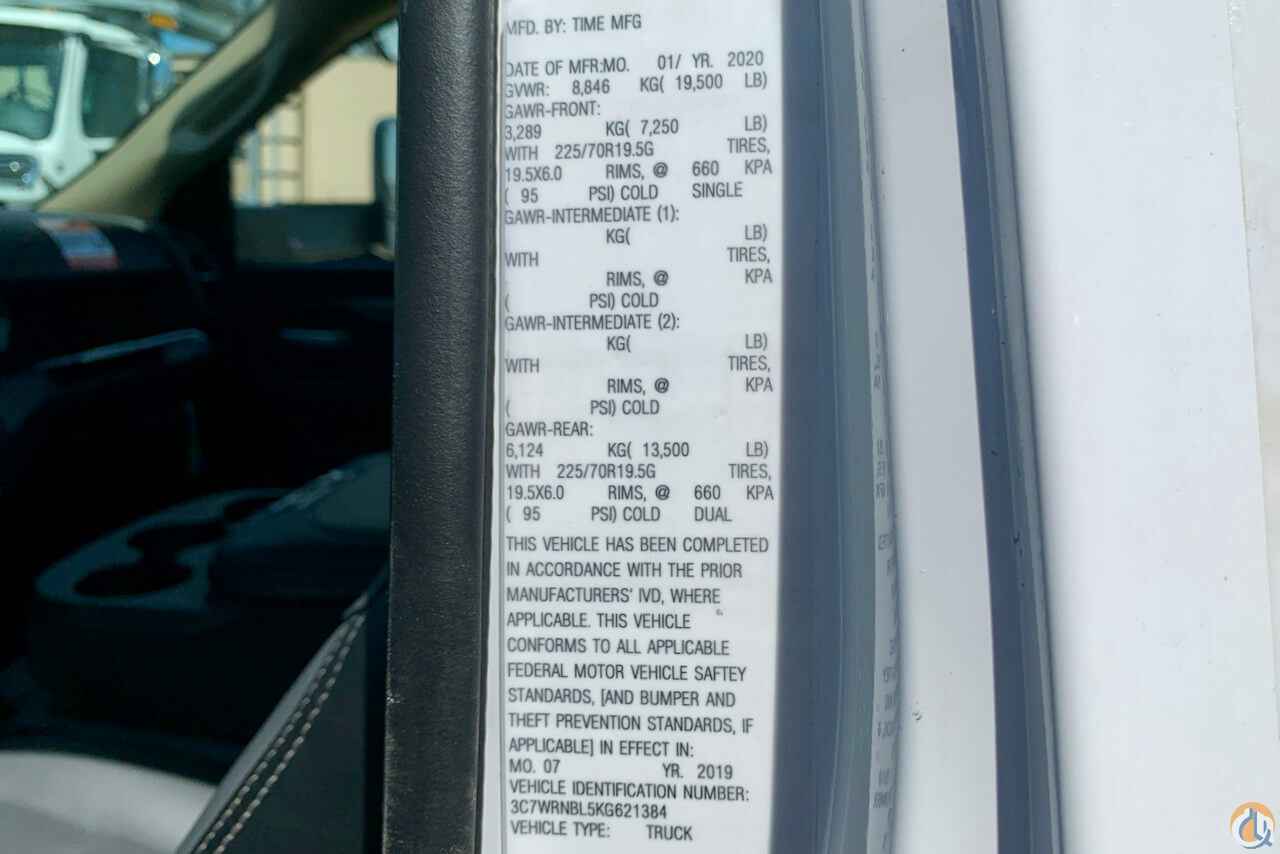 MFD. BY: TIME MFG
DATE OF MFR:MO. 01/ YR. 2020
GVWR: 8,846 KG( 19,500 LB)
GAWR-FRONT:
3,289 KG( 7,250 LB)
WITH 225/70R19.5G TIRES,
19.5X6.0 RIMS, @ 660 KPA
( 95 PSI) COLD SINGLE
GAWR-INTERMEDIATE (1):
KG( LB)
WITH TIRES,
RIMS, @ KPA
( PSI) COLD
GAWR-INTERMEDIATE (2):
KG( LB)
WITH TIRES,
RIMS, @ KPA
( PSI) COLD
GAWR-REAR:
6,124 KG( 13,500 LB)
WITH 225/70R19.5G TIRES,
19.5X6.0 RIMS, @ 660 KPA
( 95 PSI) COLD DUAL
THIS VEHICLE HAS BEEN COMPLETED
IN ACCORDANCE WITH THE PRIOR
MANUFACTURERS' IVD, WHERE
APPLICABLE. THIS VEHICLE
CONFORMS TO ALL APPLICABLE
FEDERAL MOTOR VEHICLE SAFTEY
STANDARDS, [AND BUMPER AND
THEFT PREVENTION STANDARDS, IF
APPLICABLE] IN EFFECT IN:
MO. 07 YR. 2019
VEHICLE IDENTIFICATION NUMBER:
3C7WRNBL5KG621384
VEHICLE TYPE: TRUCK